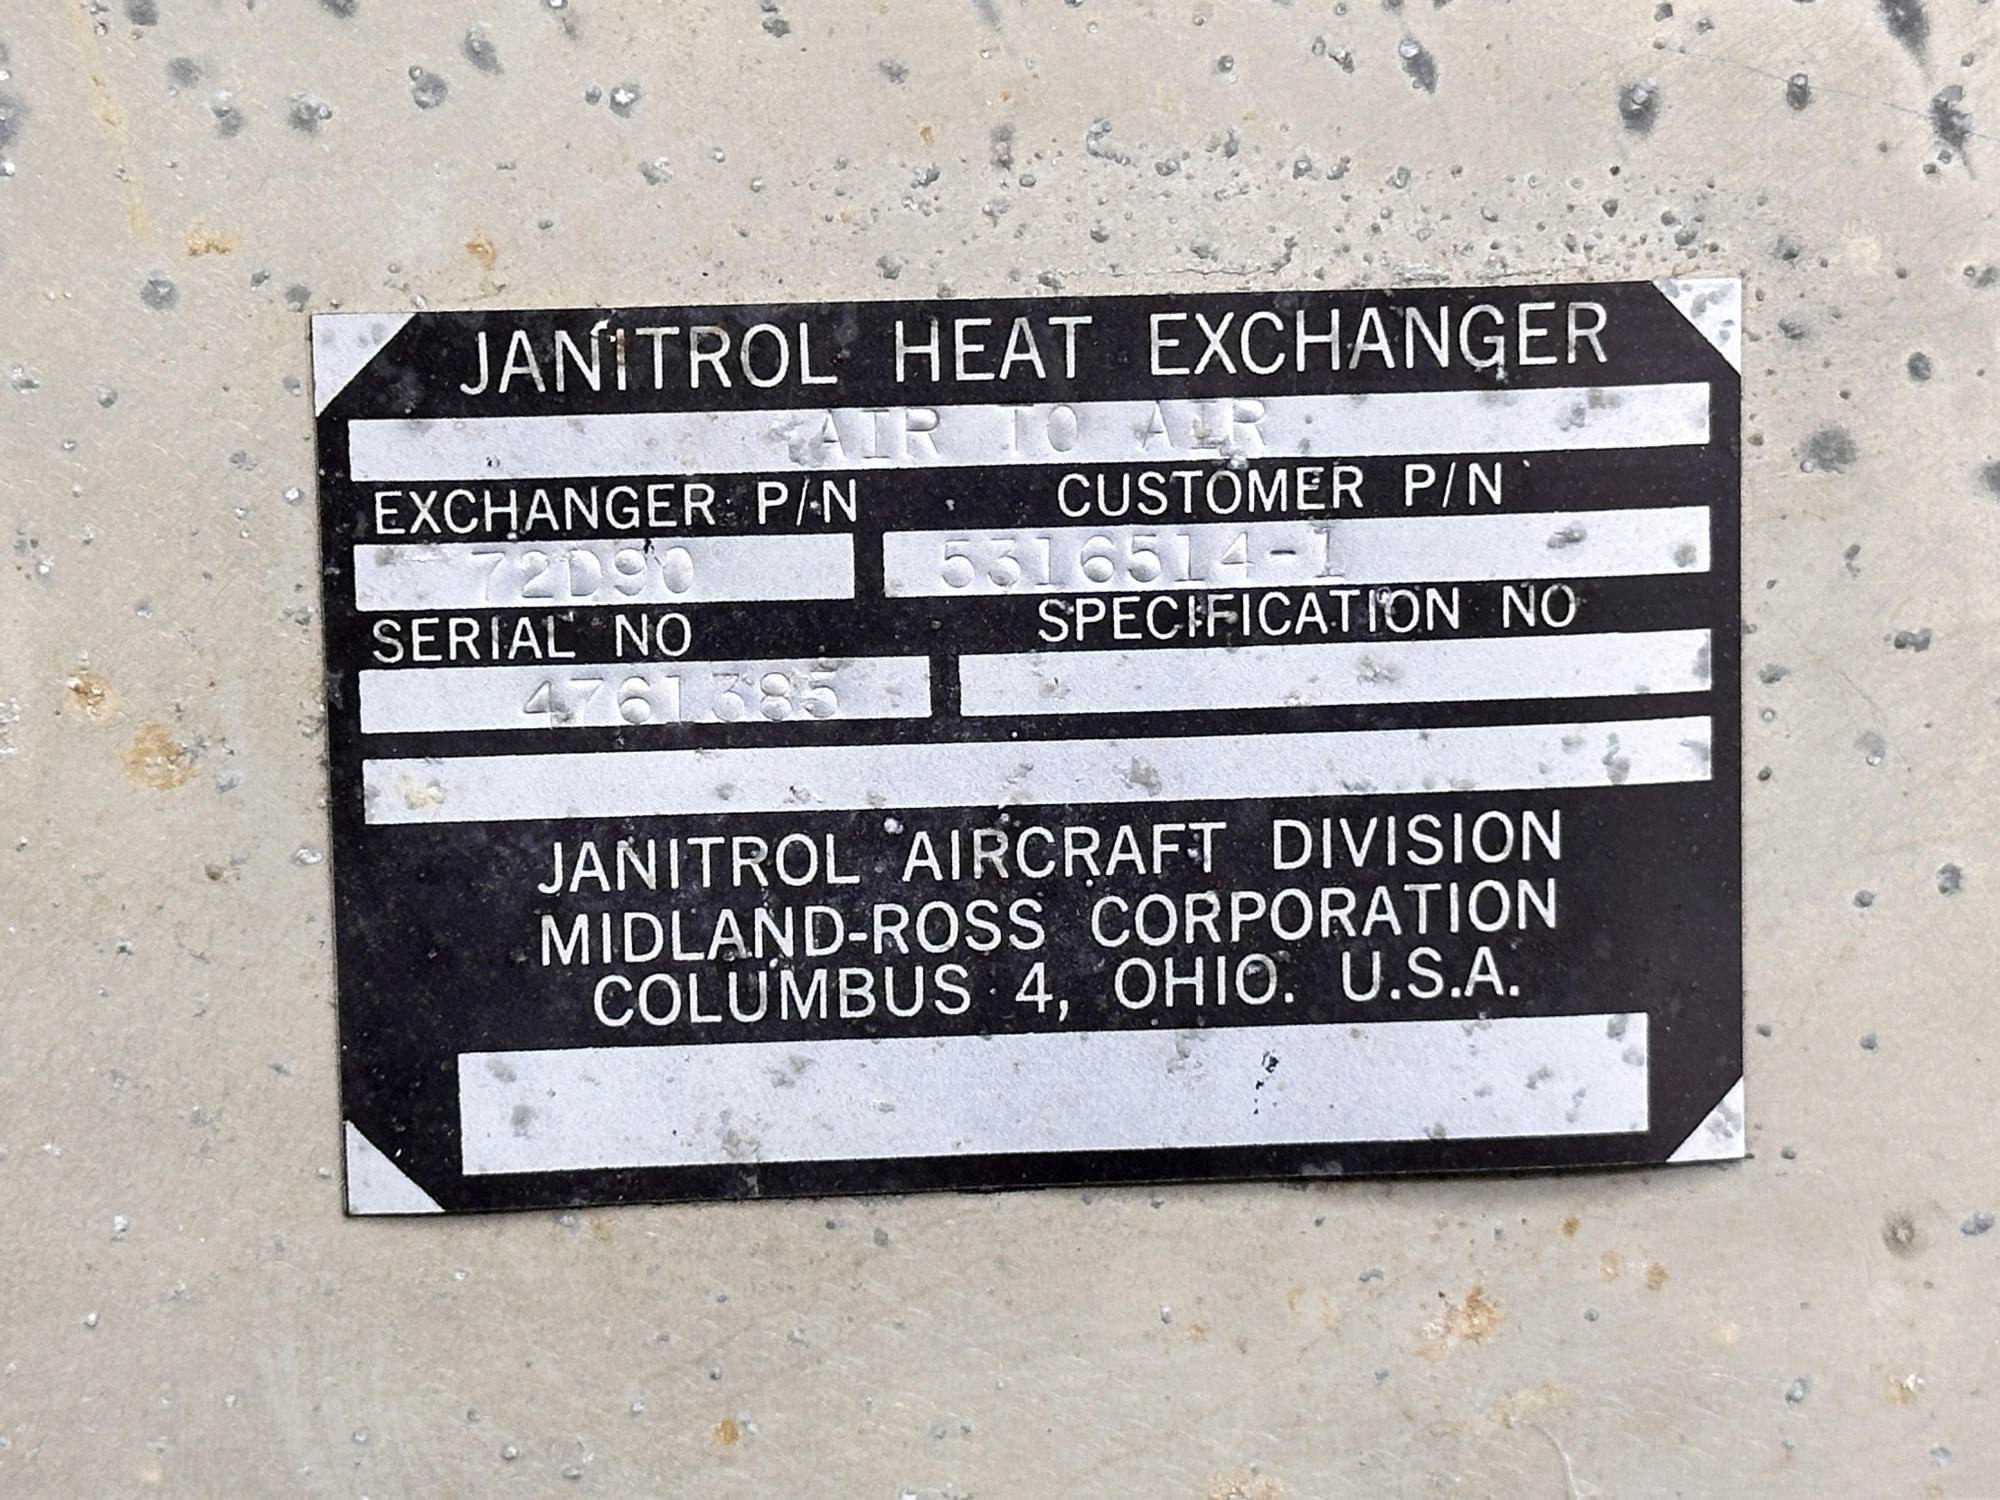 JANITROL HEAT EXCHANGER
AIR TO AIR
EXCHANGER P/N CUSTOMER P/N
72D90 5316514-1
SERIAL NO SPECIFICATION NO
4761385
JANITROL AIRCRAFT DIVISION
MIDLAND-ROSS CORPORATION
COLUMBUS 4, OHIO. U.S.A.